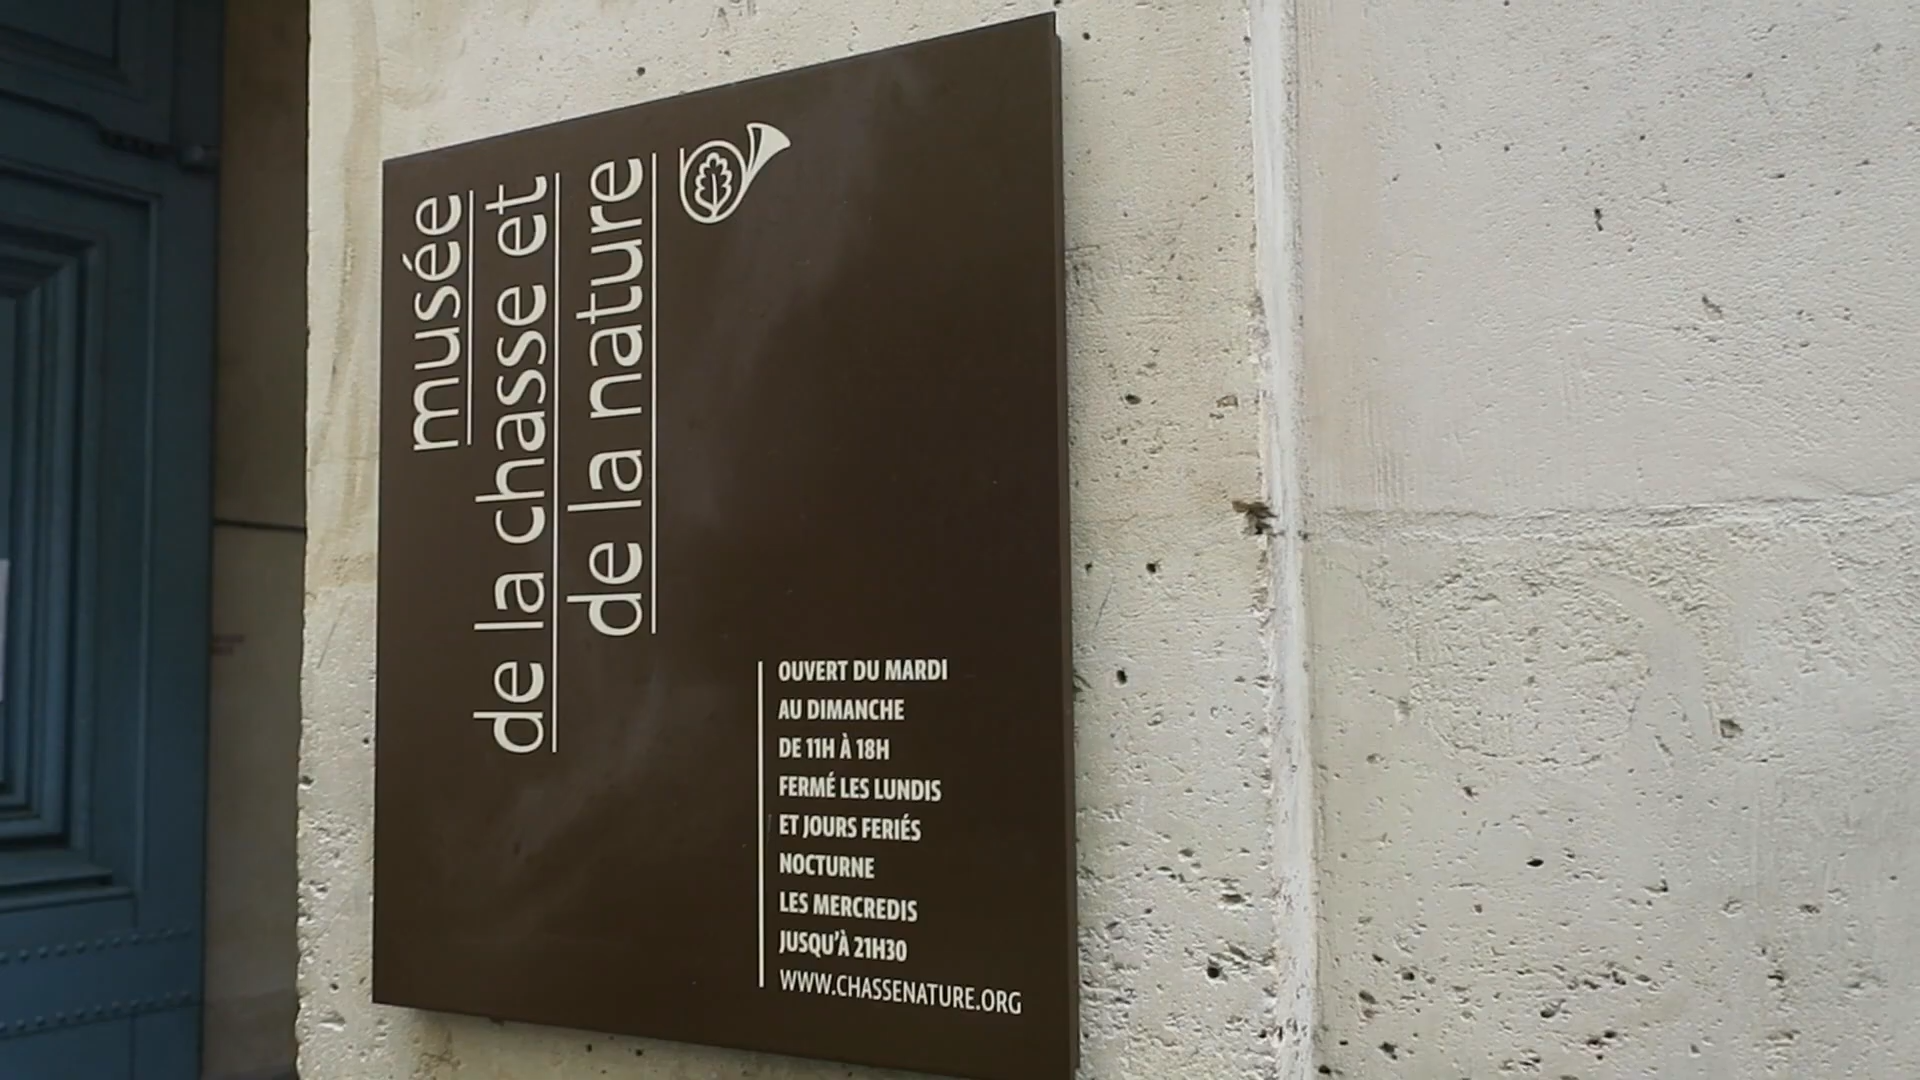 musée
de la chasse et
de la nature
OUVERT DU MARDI
AU DIMANCHE
DE 11H À 18H
FERMÉ LES LUNDIS
ET JOURS FERIÉS
NOCTURNE
LES MERCREDIS
JUSQU'À 21H30
WWW.CHASSENATURE.ORG